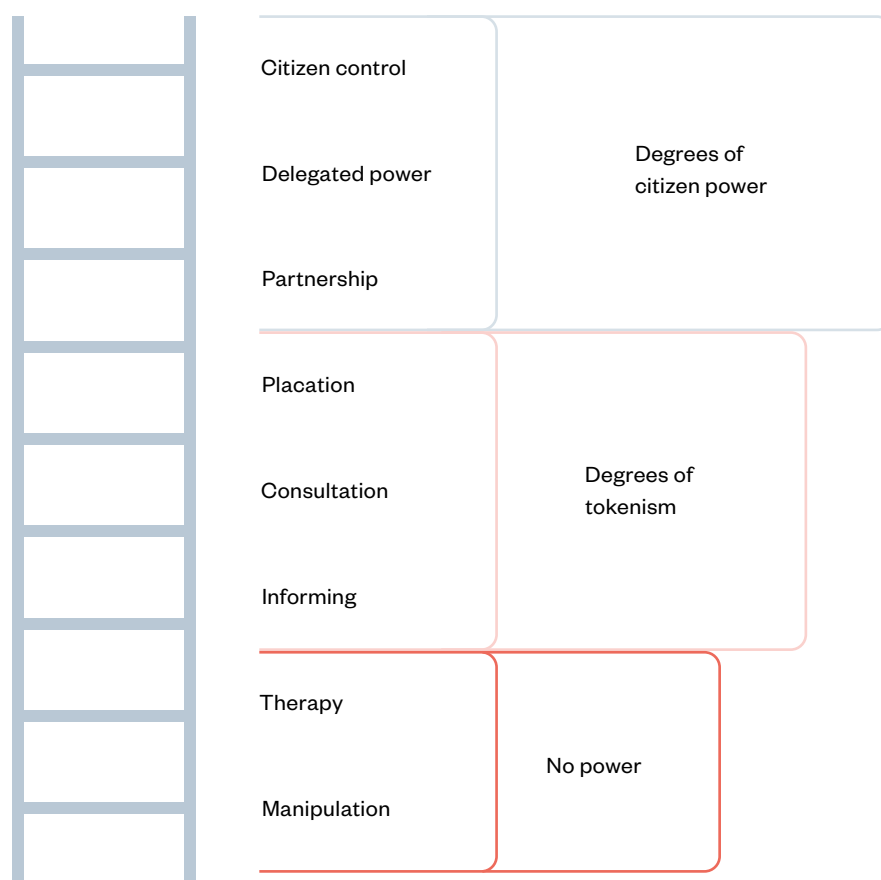 Citizen control
Delegated power
Partnership
Degrees of
citizen power
Placation
Consultation
Informing
Degrees of
tokenism
Therapy
Manipulation
No power